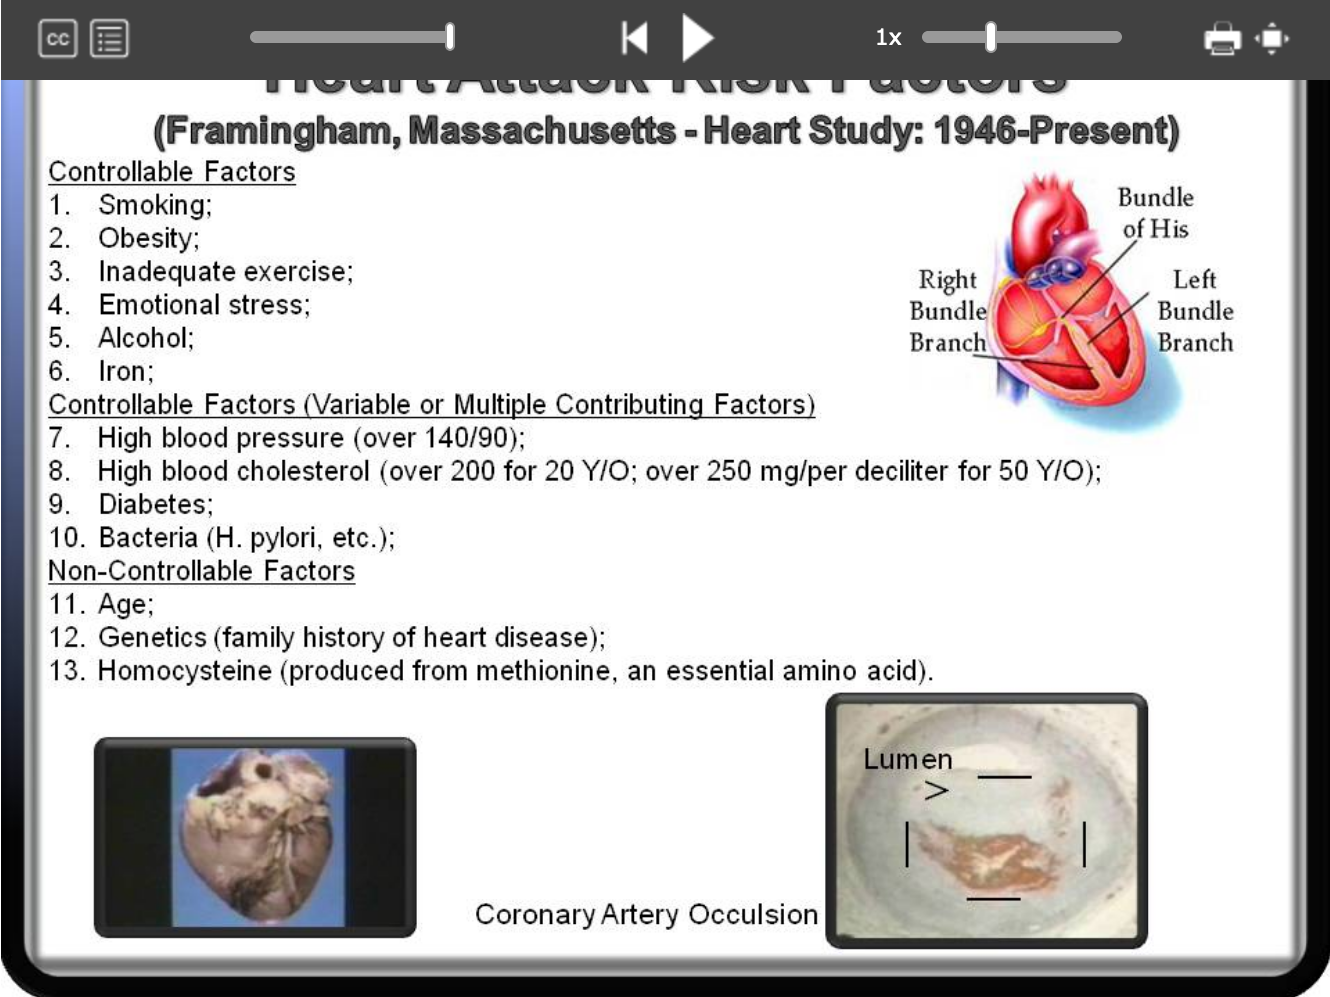 CC
1x
Heart Attack Risk Factors
(Framingham, Massachusetts - Heart Study: 1946-Present)
Controllable Factors
1. Smoking;
2. Obesity;
3. Inadequate exercise;
4. Emotional stress;
5. Alcohol;
6. Iron;
Bundle
of His
Right
Bundle
Branch
Left
Bundle
Branch
Controllable Factors (Variable or Multiple Contributing Factors)
7. High blood pressure (over 140/90);
8. High blood cholesterol (over 200 for 20 Y/O; over 250 mg/per deciliter for 50 Y/O);
9. Diabetes;
10. Bacteria (H. pylori, etc.);
Non-Controllable Factors
11. Age;
12. Genetics (family history of heart disease);
13. Homocysteine (produced from methionine, an essential amino acid).
Lumen
>
Coronary Artery Occulsion